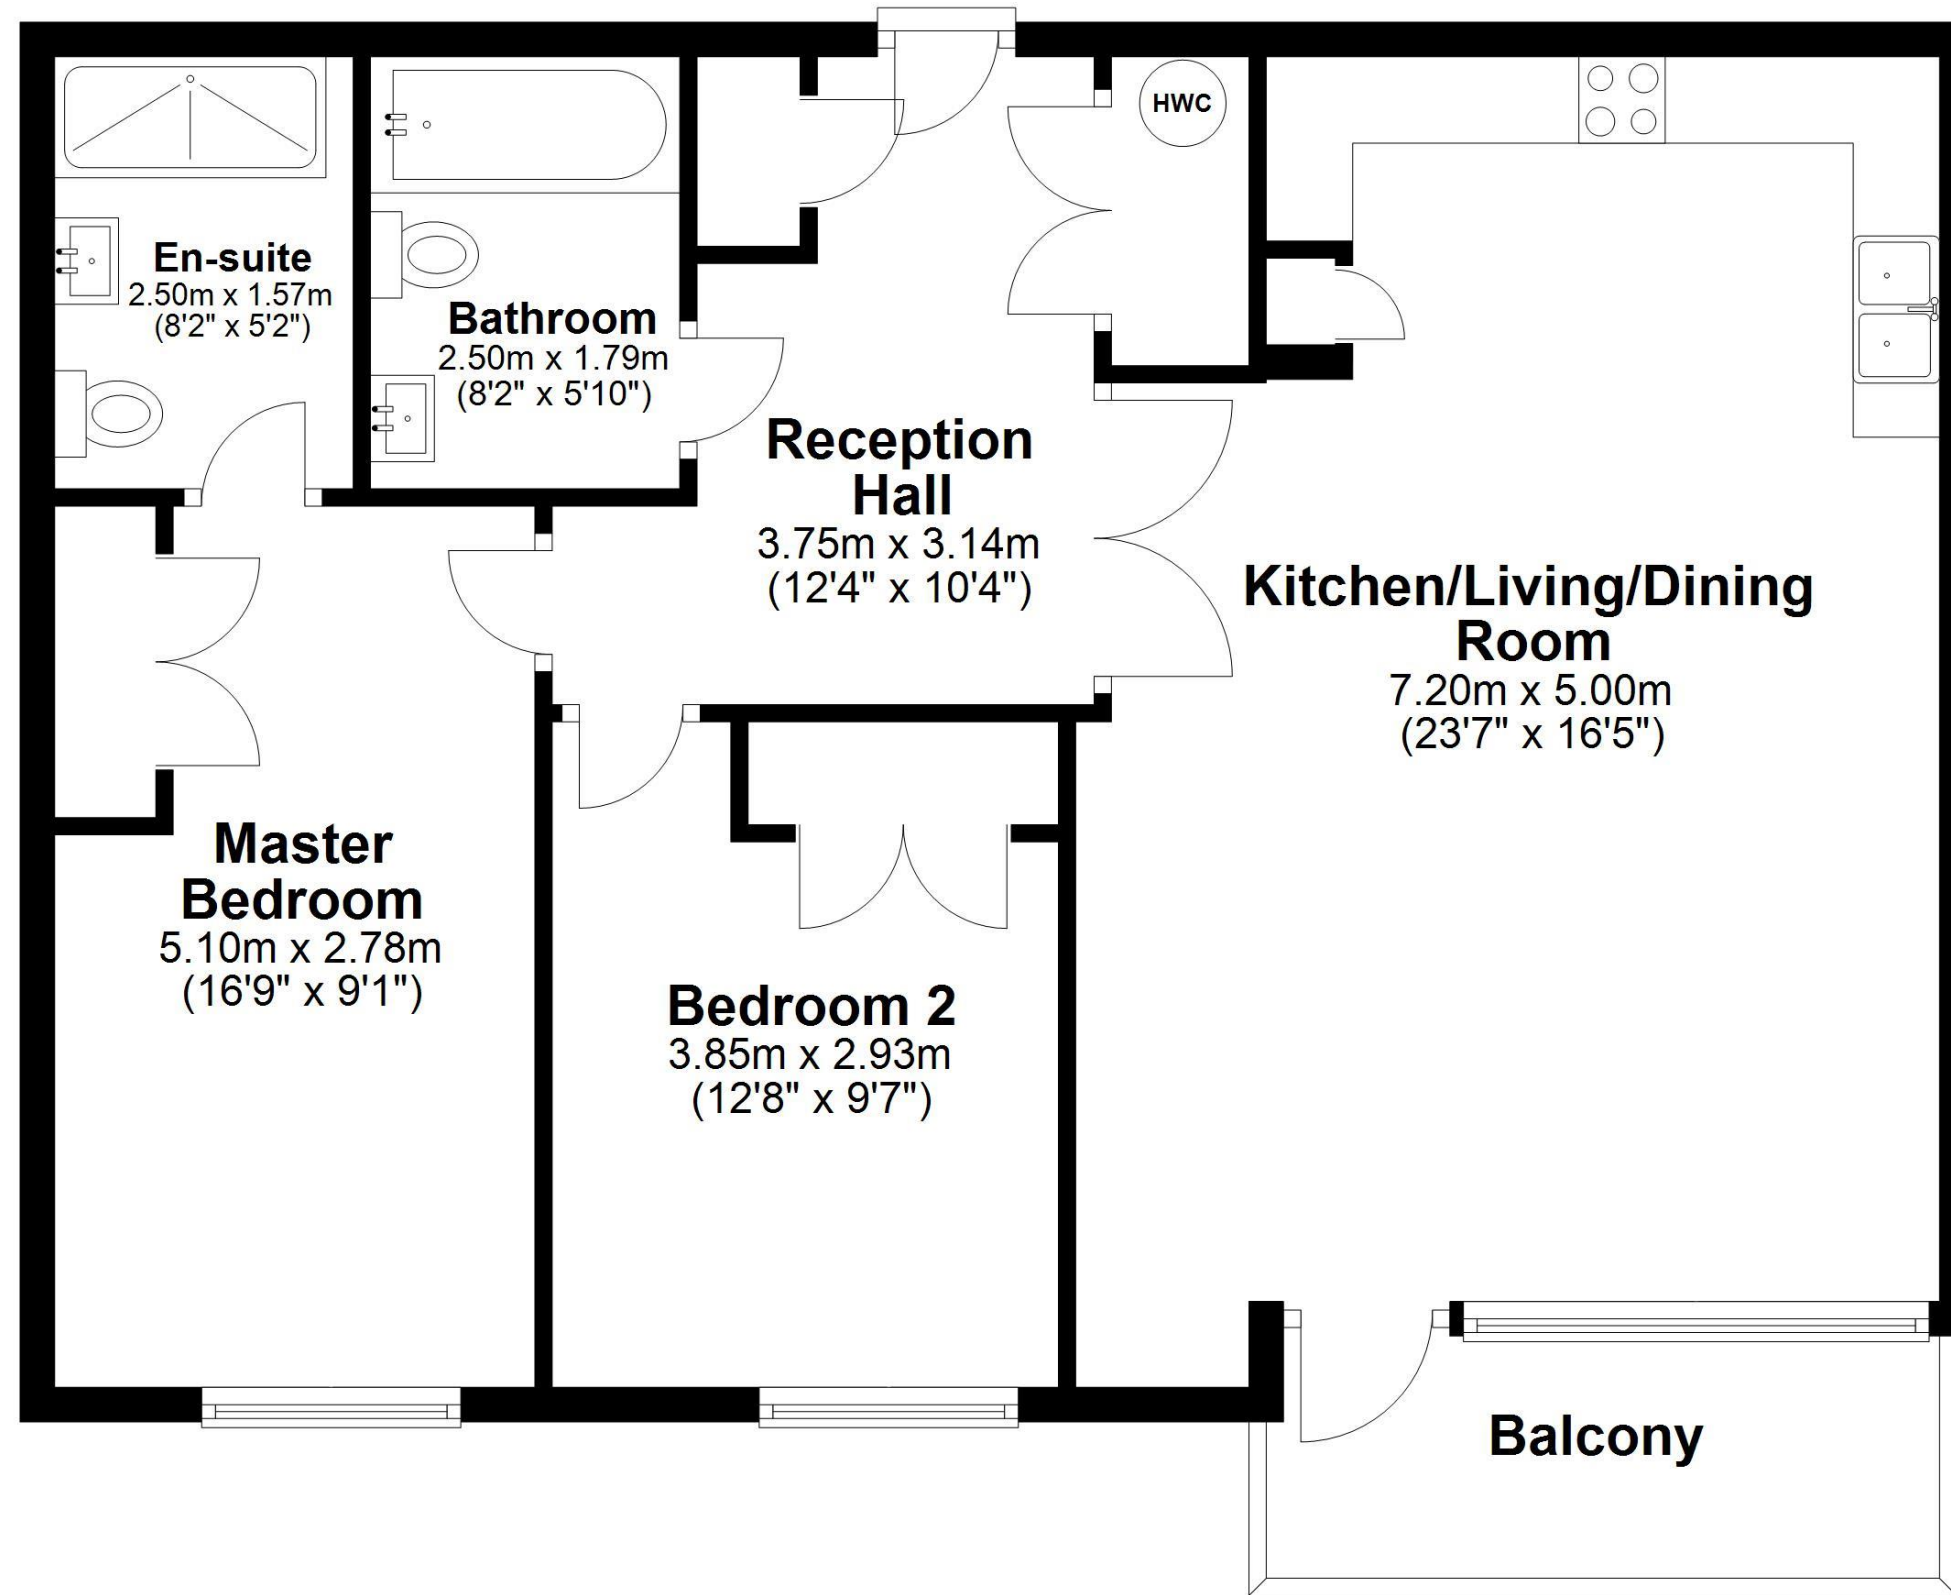 HWC
En-suite
2.50m x 1.57m
(8'2" x 5'2")
Bathroom
2.50m x 1.79m
(8'2" x 5'10")
Reception
Hall
3.75m x 3.14m
(12'4" x 10'4")
Kitchen/Living/Dining
Room
7.20m x 5.00m
(23'7" x 16'5")
Master
Bedroom
5.10m x 2.78m
(16'9" x 9'1")
Bedroom 2
3.85m x 2.93m
(12'8" x 9'7")
Balcony